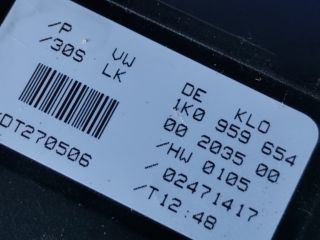 /P VW DE KLO
/30S LK 1K0 959 654
00 2035 00
/HW 0105
DT270506 /02471417
/T12:48